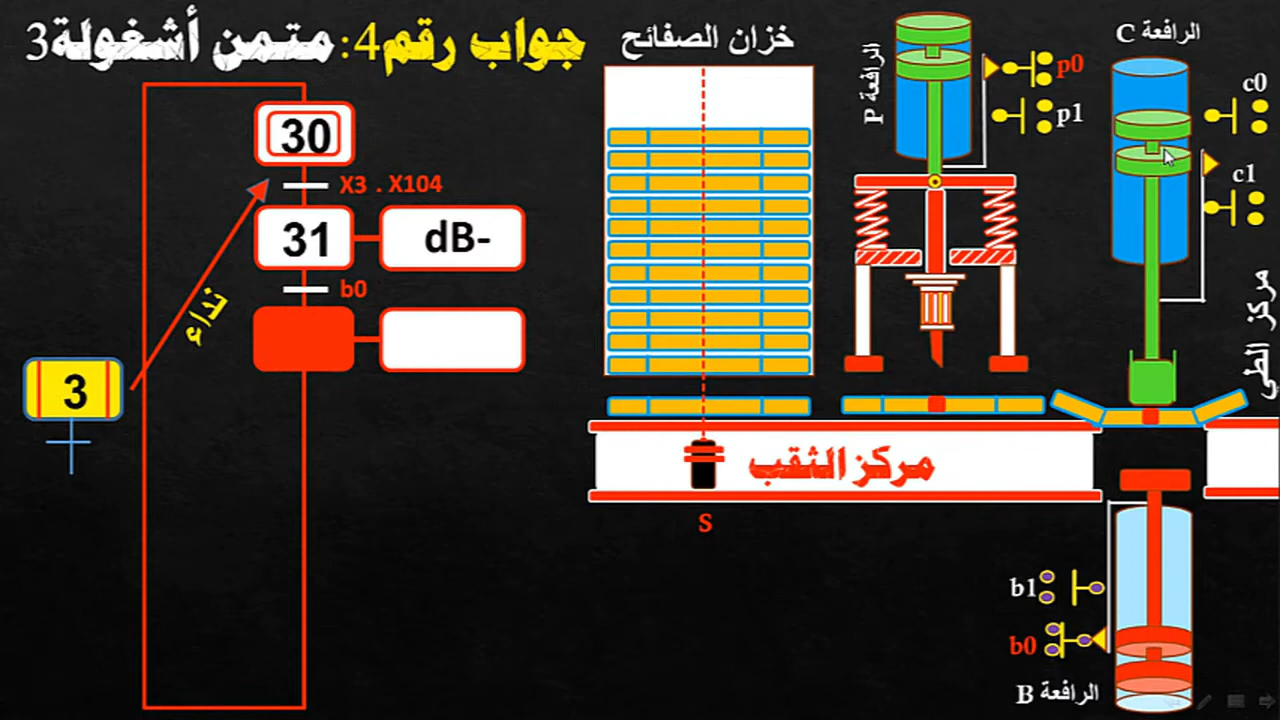 جواب رقم4: متمن أشغولة3
30
X3 . X104
31
dB-
b0
نداء
3
خزان الصفائح
الرافعة P
p0
p1
الرافعة C
c0
c1
مركز الطي
مركز الثقب
S
b1
b0
الرافعة B